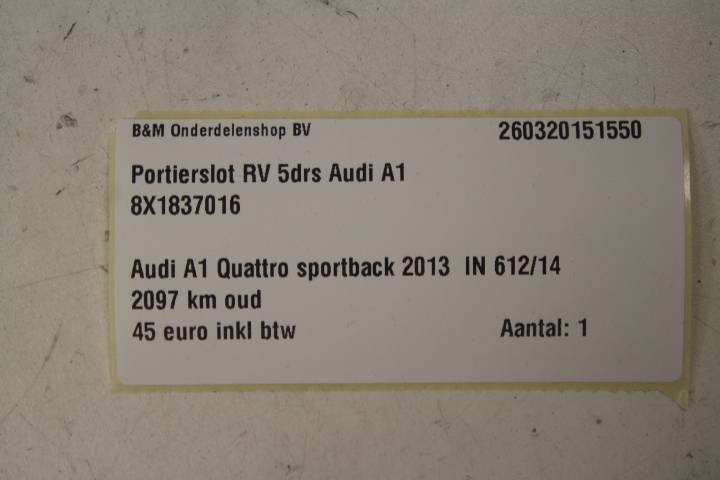 B&M Onderdelenshop BV 260320151550
Portierslot RV 5drs Audi A1
8X1837016
Audi A1 Quattro sportback 2013 IN 612/14
2097 km oud
45 euro inkl btw Aantal: 1